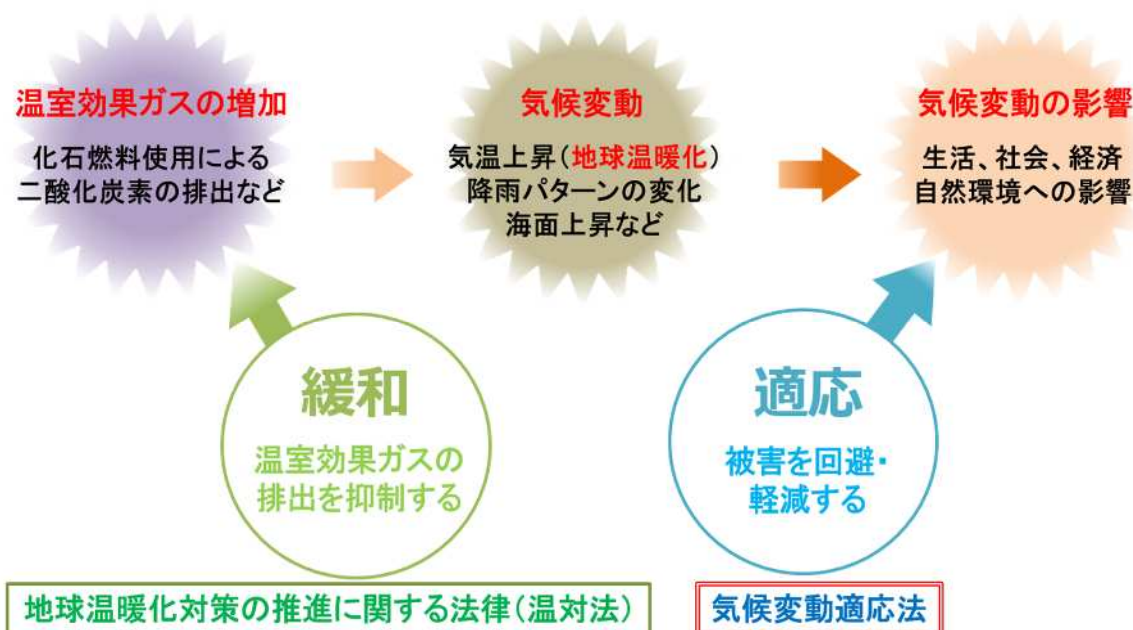 温室効果ガスの増加
化石燃料使用による
二酸化炭素の排出など
気候変動
気温上昇(地球温暖化)
降雨パターンの変化
海面上昇など
気候変動の影響
生活、社会、経済
自然環境への影響
緩和
温室効果ガスの
排出を抑制する
適応
被害を回避・
軽減する
地球温暖化対策の推進に関する法律(温対法)
気候変動適応法